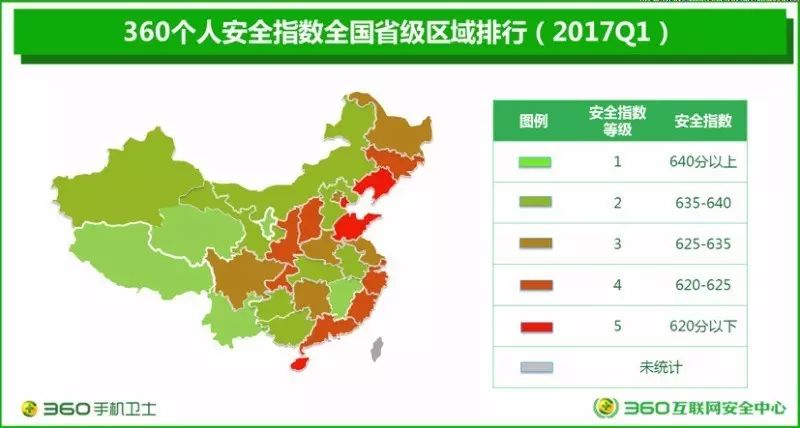 360个人安全指数全国省级区域排行（2017Q1）
图例 安全指数等级 安全指数
1 640分以上
2 635-640
3 625-635
4 620-625
5 620分以下
未统计
360手机卫士
360互联网安全中心